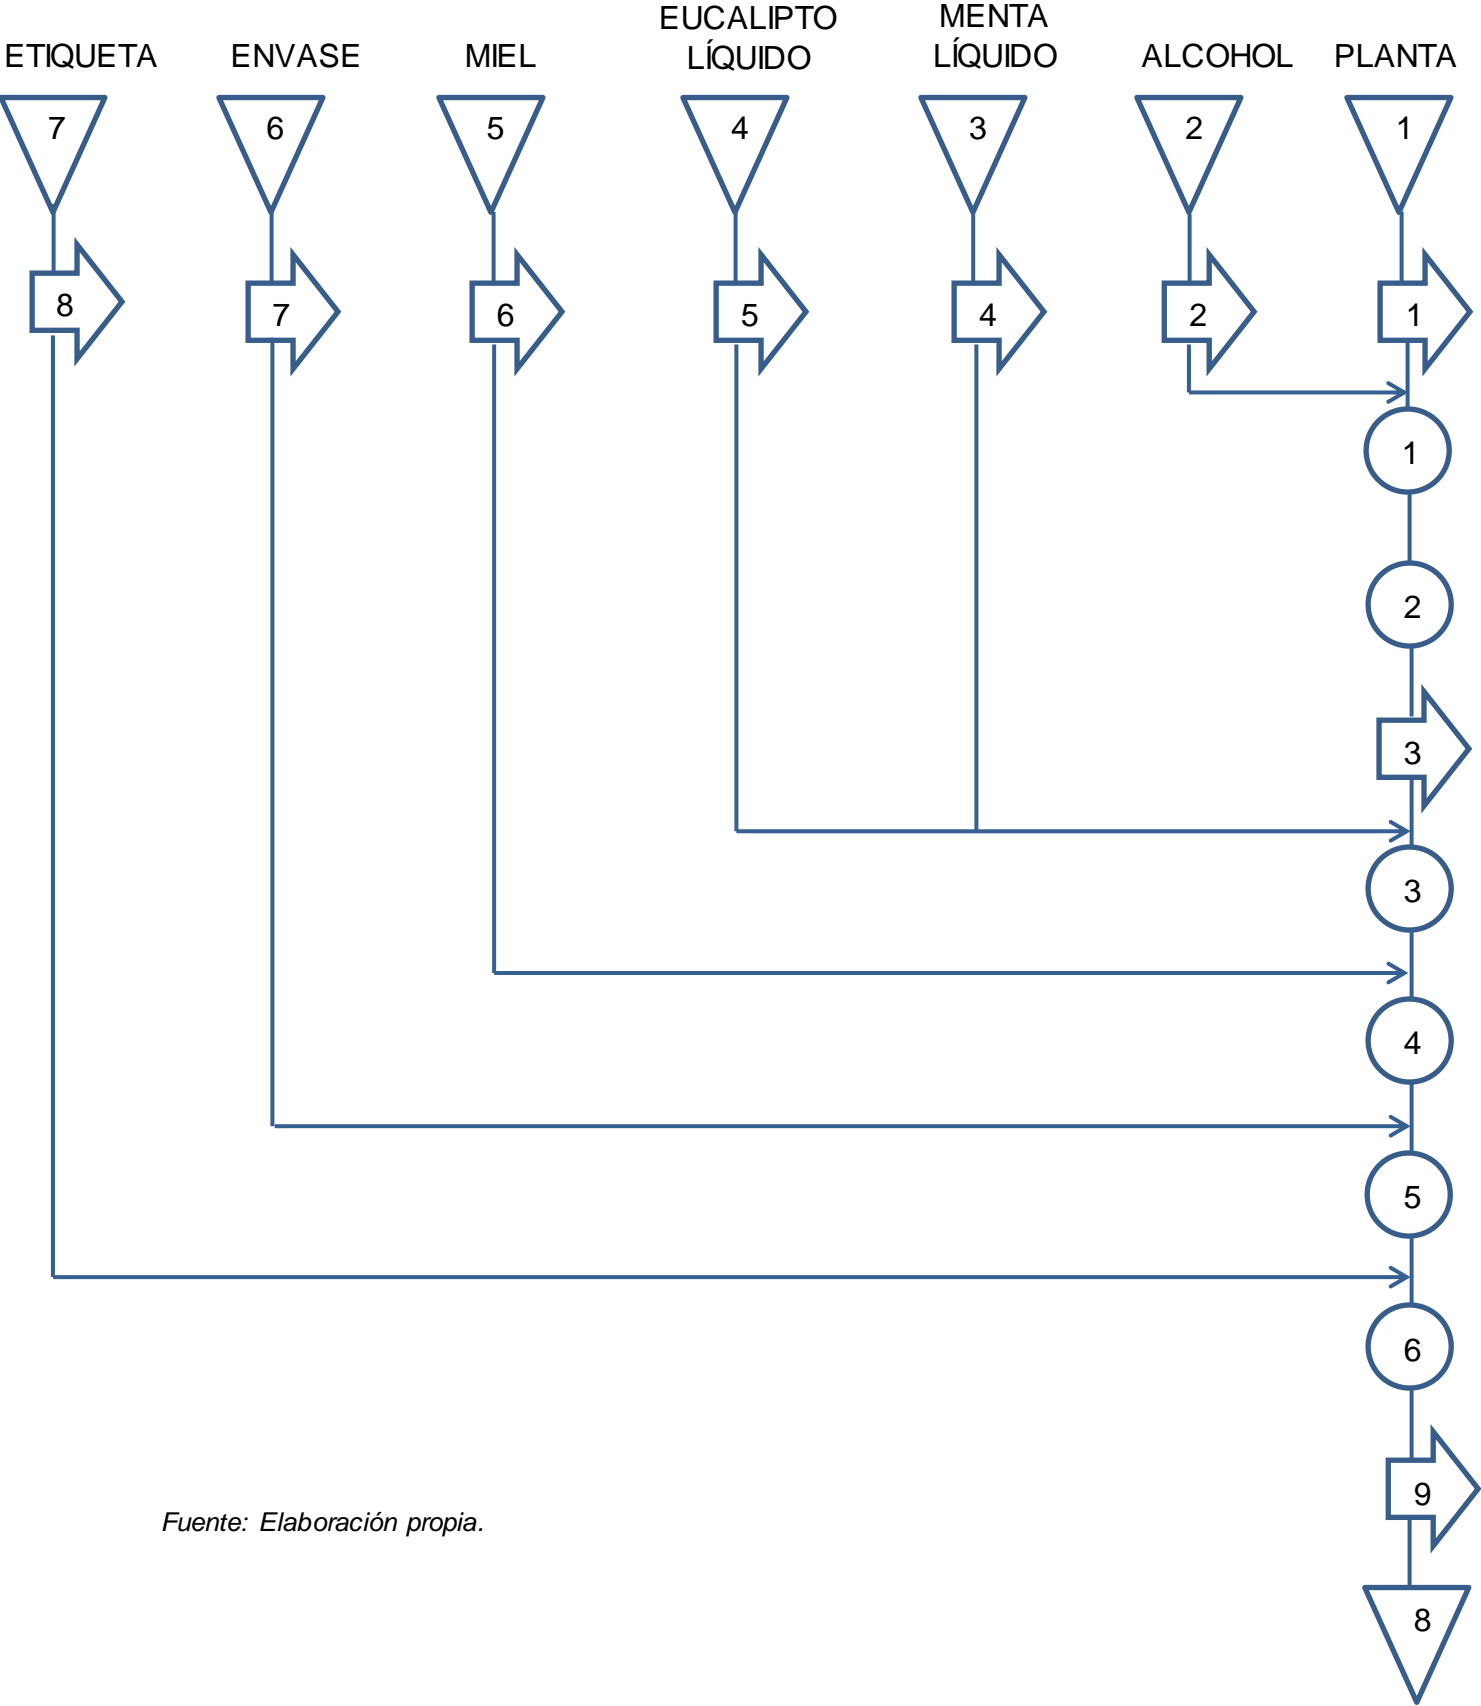 ETIQUETA ENVASE MIEL EUCALIPTO LÍQUIDO MENTA LÍQUIDO ALCOHOL PLANTA
7 6 5 4 3 2 1
8 7 6 5 4 2 1
1
2
3
3
4
5
6
9
8
Fuente: Elaboración propia.